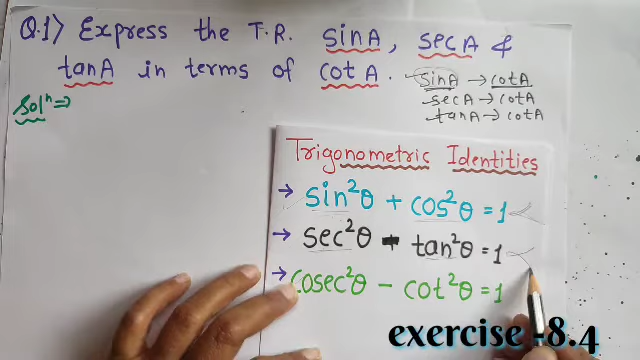 Q.1) Express the T.R. sinA, secA &
tanA in terms of cotA.
sinA → cotA
secA → cotA
tanA → cotA
Solⁿ ⇒
Trigonometric Identities
→ sin²θ + cos²θ = 1
→ sec²θ - tan²θ = 1
→ cosec²θ - cot²θ = 1
exercise -8.4